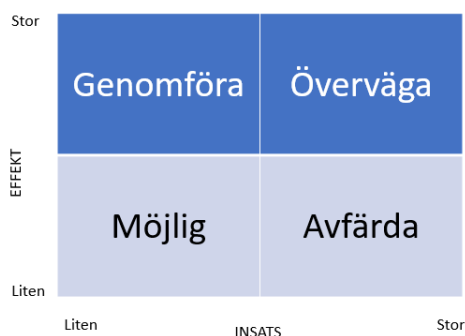 Stor
Genomföra Överväga
EFFEKT
Möjlig Avfärda
Liten
Liten INSATS Stor